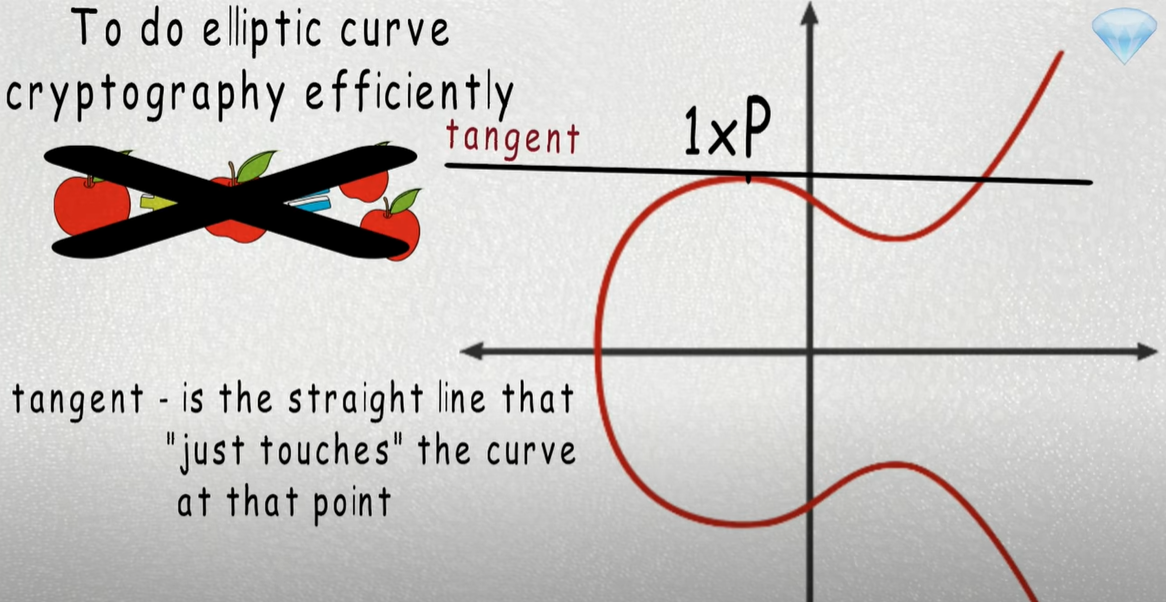 To do elliptic curve
cryptography efficiently
tangent
1xP
tangent - is the straight line that
"just touches" the curve
at that point